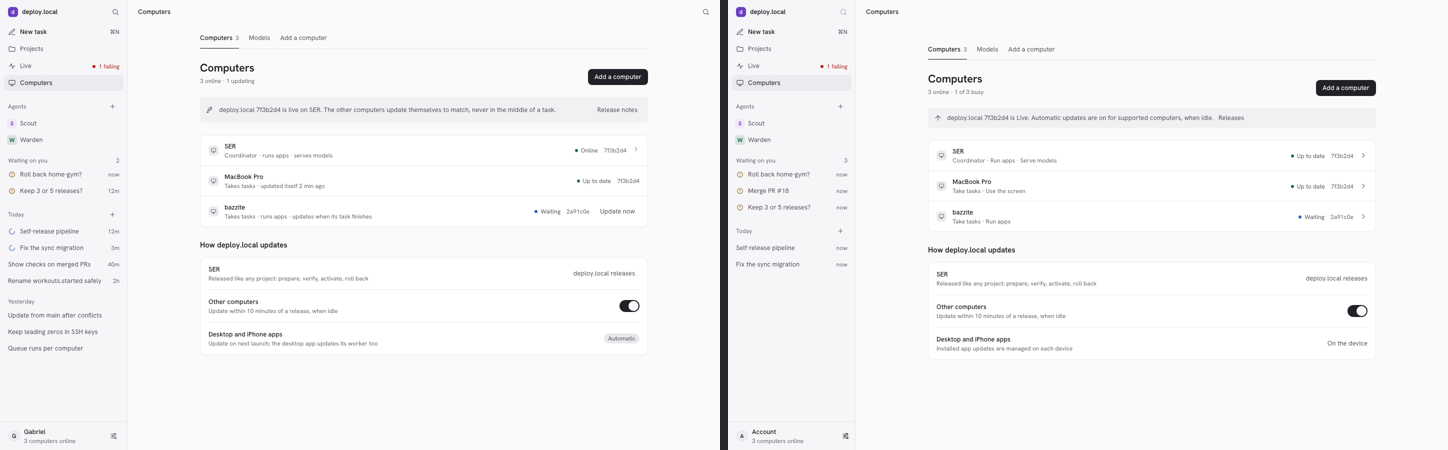 d deploy.local
New task ⌘N
Projects
Live 1 failing
Computers
Agents
S Scout
W Warden
Waiting on you 2
Roll back home-gym? now
Keep 3 or 5 releases? 12m
Today
Self-release pipeline 12m
Fix the sync migration 3m
Show checks on merged PRs 40m
Rename workouts.started safely 2h
Yesterday
Update from main after conflicts
Keep leading zeros in SSH keys
Queue runs per computer
G Gabriel
3 computers online
Computers
Computers 3 Models Add a computer
Computers
3 online · 1 updating
Add a computer
deploy.local 7f3b2d4 is live on SER. The other computers update themselves to match, never in the middle of a task. Release notes
SER
Coordinator · runs apps · serves models
Online 7f3b2d4
MacBook Pro
Takes tasks · updated itself 2 min ago
Up to date 7f3b2d4
bazzite
Takes tasks · runs apps · updates when its task finishes
Waiting 2a91c0e Update now
How deploy.local updates
SER
Released like any project: prepare, verify, activate, roll back
deploy.local releases
Other computers
Update within 10 minutes of a release, when idle
Desktop and iPhone apps
Update on next launch; the desktop app updates its worker too
Automatic
d deploy.local
New task ⌘N
Projects
Live 1 failing
Computers
Agents
S Scout
W Warden
Waiting on you 3
Roll back home-gym? now
Merge PR #18 now
Keep 3 or 5 releases? now
Today
Self-release pipeline now
Fix the sync migration now
A Account
3 computers online
Computers
Computers 3 Models Add a computer
Computers
3 online · 1 of 3 busy
Add a computer
deploy.local 7f3b2d4 is Live. Automatic updates are on for supported computers, when idle. Releases
SER
Coordinator · Run apps · Serve models
Up to date 7f3b2d4
MacBook Pro
Take tasks · Use the screen
Up to date 7f3b2d4
bazzite
Take tasks · Run apps
Waiting 2a91c0e
How deploy.local updates
SER
Released like any project: prepare, verify, activate, roll back
deploy.local releases
Other computers
Update within 10 minutes of a release, when idle
Desktop and iPhone apps
Installed app updates are managed on each device
On the device